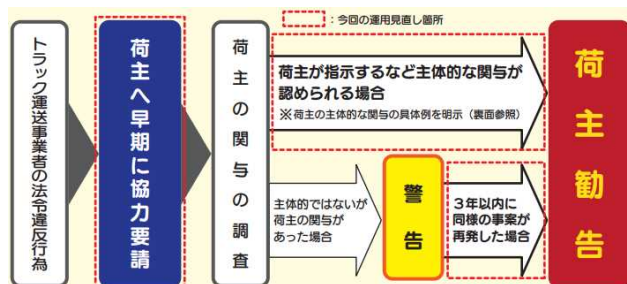 :今回の運用見直し箇所
トラック運送事業者の法令違反行為
荷主へ早期に協力要請
荷主の関与の調査
荷主が指示するなど主体的な関与が
認められる場合
※荷主の主体的な関与の具体例を明示(裏面参照)
主体的ではないが
荷主の関与が
あった場合
警告
3年以内に
同様の事案が
再発した場合
荷主勧告